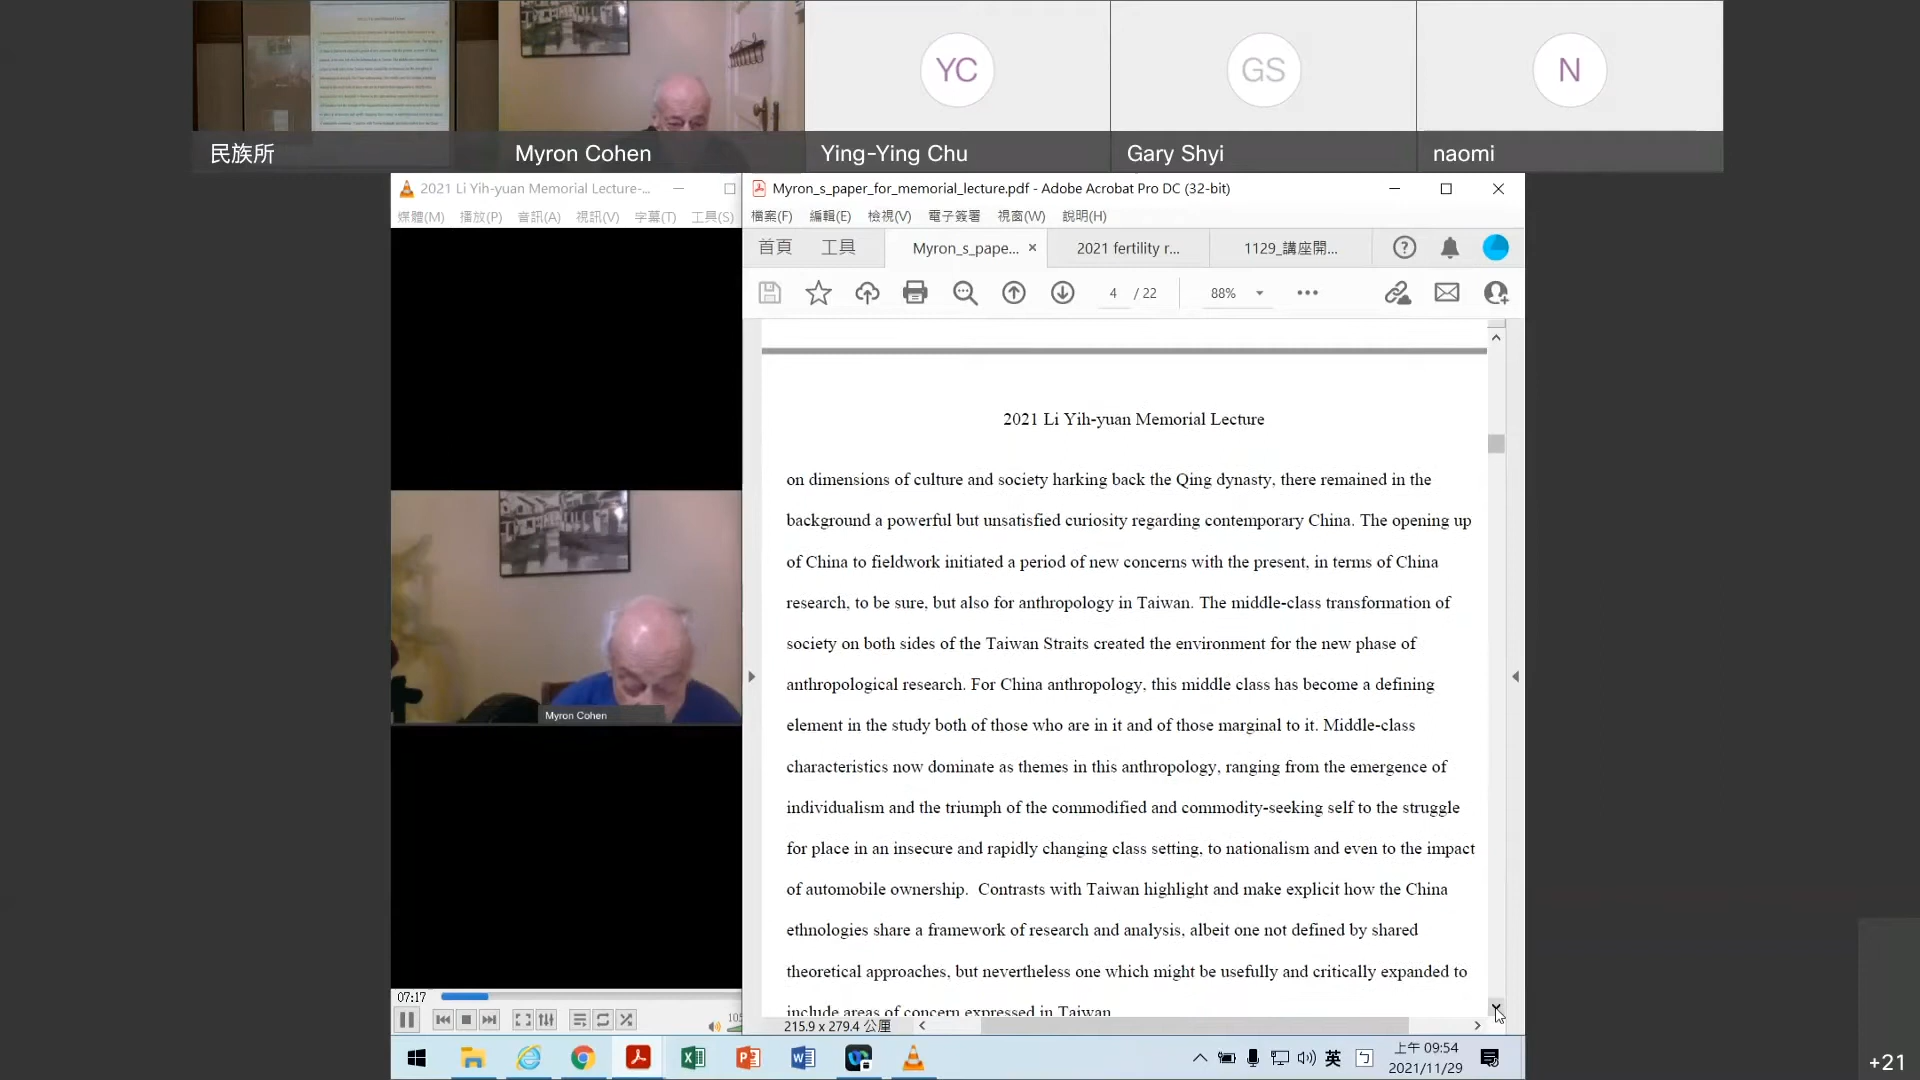 YC
GS
N
民族所
Myron Cohen
Ying-Ying Chu
Gary Shyi
naomi
2021 Li Yih-yuan Memorial Lecture-...
媒體(M) 播放(P) 音訊(A) 視訊(V) 字幕(T) 工具(S)
Myron Cohen
07:17
Myron_s_paper_for_memorial_lecture.pdf - Adobe Acrobat Pro DC (32-bit)
檔案(F) 編輯(E) 檢視(V) 電子簽署 視窗(W) 說明(H)
首頁 工具 Myron_s_pape... × 2021 fertility r... 1129_講座開...
4 / 22 88%
2021 Li Yih-yuan Memorial Lecture
on dimensions of culture and society harking back the Qing dynasty, there remained in the
background a powerful but unsatisfied curiosity regarding contemporary China. The opening up
of China to fieldwork initiated a period of new concerns with the present, in terms of China
research, to be sure, but also for anthropology in Taiwan. The middle-class transformation of
society on both sides of the Taiwan Straits created the environment for the new phase of
anthropological research. For China anthropology, this middle class has become a defining
element in the study both of those who are in it and of those marginal to it. Middle-class
characteristics now dominate as themes in this anthropology, ranging from the emergence of
individualism and the triumph of the commodified and commodity-seeking self to the struggle
for place in an insecure and rapidly changing class setting, to nationalism and even to the impact
of automobile ownership.  Contrasts with Taiwan highlight and make explicit how the China
ethnologies share a framework of research and analysis, albeit one not defined by shared
theoretical approaches, but nevertheless one which might be usefully and critically expanded to
include areas of concern expressed in Taiwan
215.9 x 279.4 公厘
英
上午 09:54
2021/11/29
+21